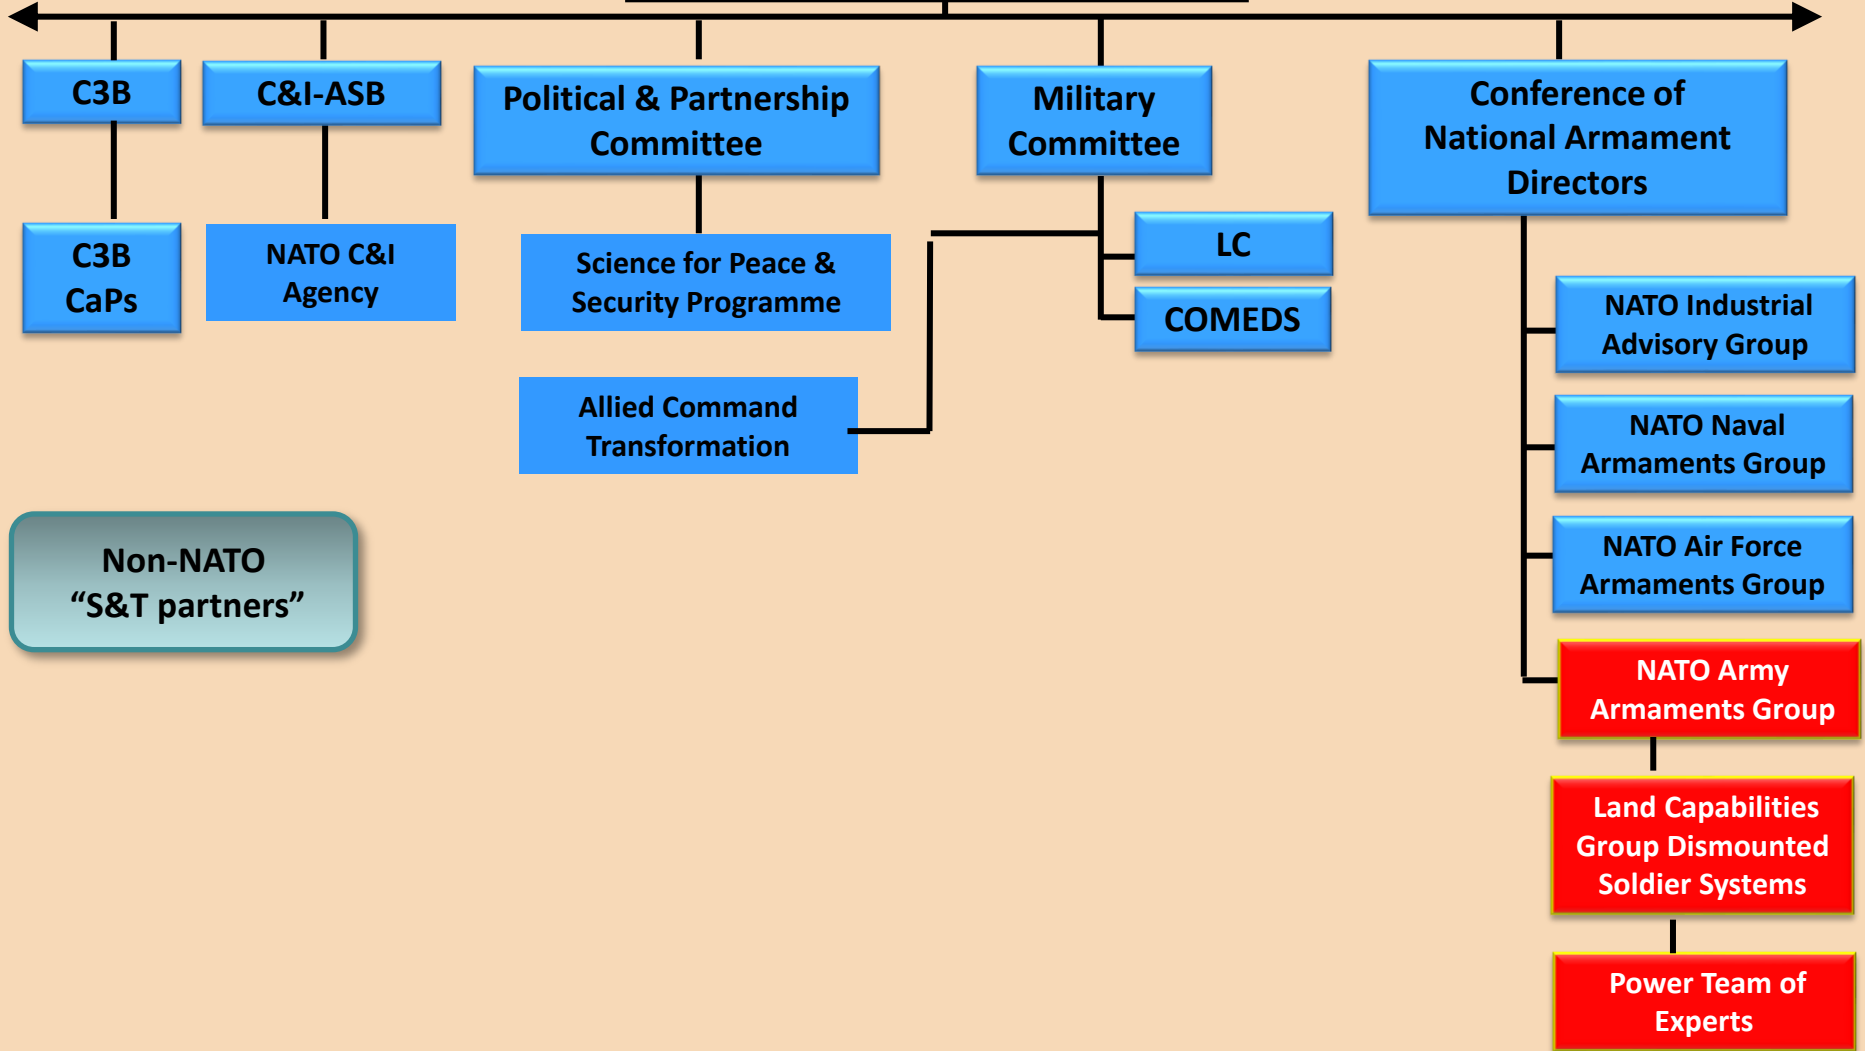 C3B
C&I-ASB
Political & Partnership
Committee
Military
Committee
Conference of
National Armament
Directors
C3B
CaPs
NATO C&I
Agency
Science for Peace &
Security Programme
LC
COMEDS
Allied Command
Transformation
NATO Industrial
Advisory Group
NATO Naval
Armaments Group
NATO Air Force
Armaments Group
Non-NATO
“S&T partners”
NATO Army
Armaments Group
Land Capabilities
Group Dismounted
Soldier Systems
Power Team of
Experts